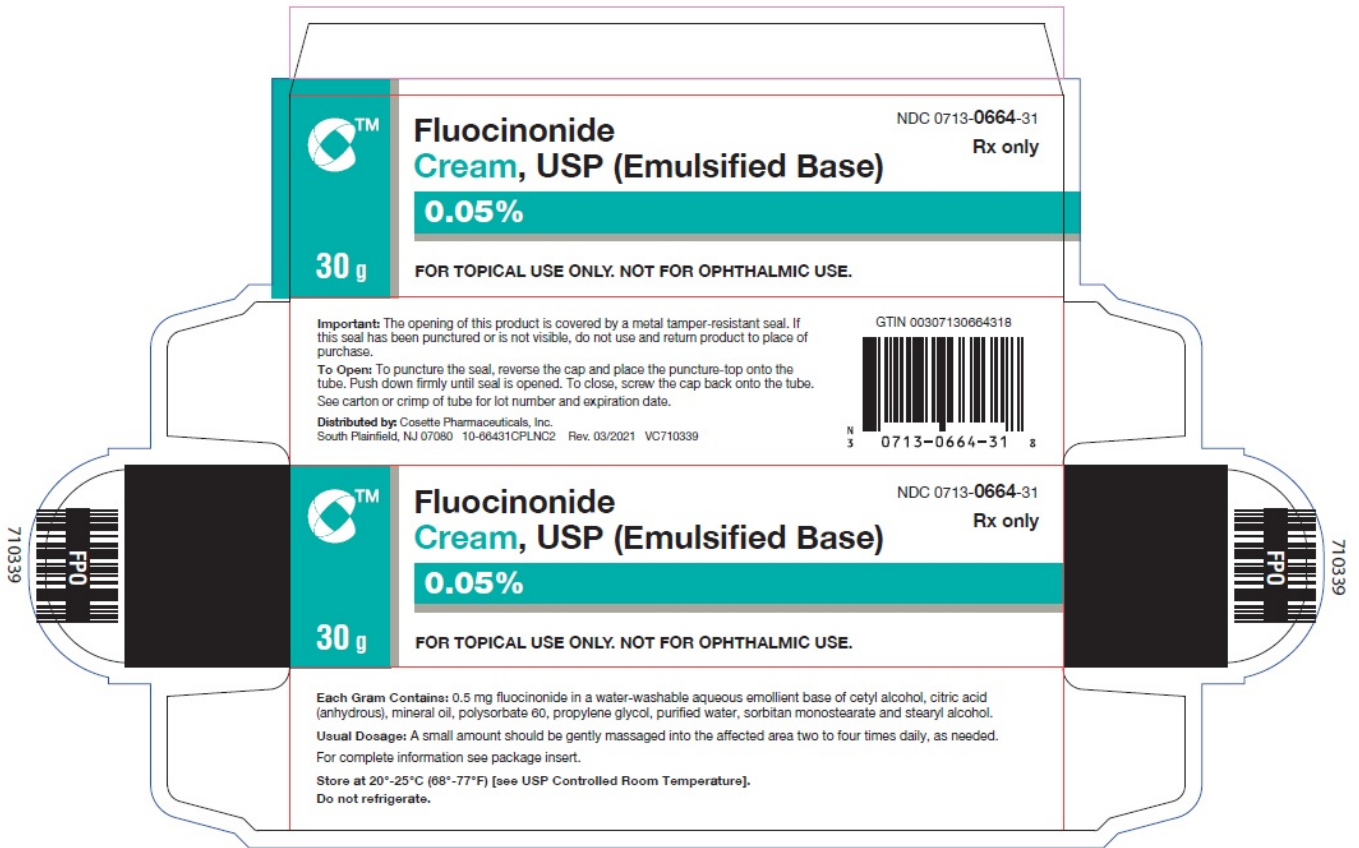 TM
Fluocinonide
Cream, USP (Emulsified Base)
NDC 0713-0664-31
Rx only
0.05%
30 g
FOR TOPICAL USE ONLY. NOT FOR OPHTHALMIC USE.
Important: The opening of this product is covered by a metal tamper-resistant seal. If
this seal has been punctured or is not visible, do not use and return product to place of
purchase.
To Open: To puncture the seal, reverse the cap and place the puncture-top onto the
tube. Push down firmly until seal is opened. To close, screw the cap back onto the tube.
See carton or crimp of tube for lot number and expiration date.
Distributed by: Cosette Pharmaceuticals, Inc.
South Plainfield, NJ 07080 10-66431CPLNC2 Rev. 03/2021 VC710339
GTIN 00307130664318
N
3 0713-0664-31 8
710339
FPO
TM
Fluocinonide
Cream, USP (Emulsified Base)
NDC 0713-0664-31
Rx only
0.05%
30 g
FOR TOPICAL USE ONLY. NOT FOR OPHTHALMIC USE.
FPO
710339
Each Gram Contains: 0.5 mg fluocinonide in a water-washable aqueous emollient base of cetyl alcohol, citric acid
(anhydrous), mineral oil, polysorbate 60, propylene glycol, purified water, sorbitan monostearate and stearyl alcohol.
Usual Dosage: A small amount should be gently massaged into the affected area two to four times daily, as needed.
For complete information see package insert.
Store at 20°-25°C (68°-77°F) [see USP Controlled Room Temperature].
Do not refrigerate.